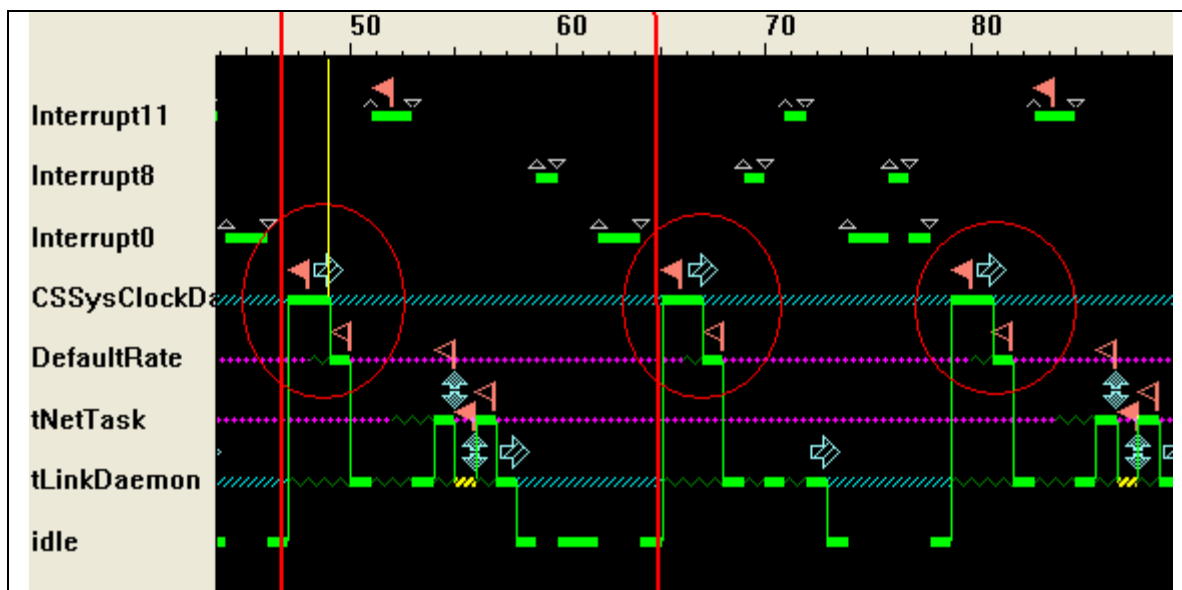 50 60 70 80
Interrupt11
Interrupt8
Interrupt0
CSSysClockDa
DefaultRate
tNetTask
tLinkDaemon
idle